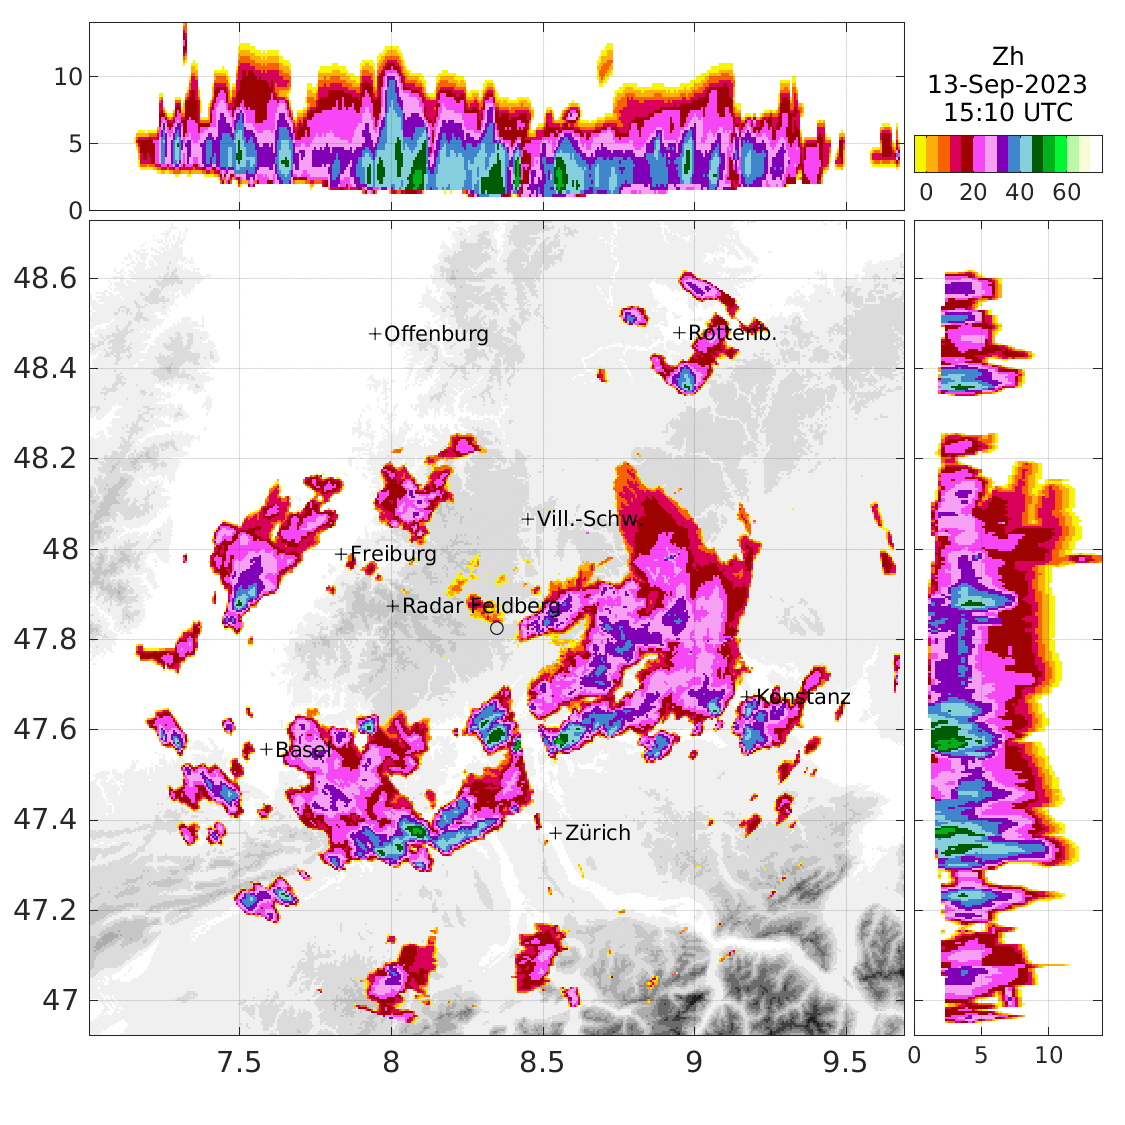 10
5
0
Zh
13-Sep-2023
15:10 UTC
0 20 40 60
48.6
48.4
48.2
48
47.8
47.6
47.4
47.2
47
+Offenburg
+Rottenb.
+Vill.-Schw.
+Freiburg
+Radar Feldberg
+Konstanz
+Basel
+Zürich
7.5 8 8.5 9 9.5
0 5 10